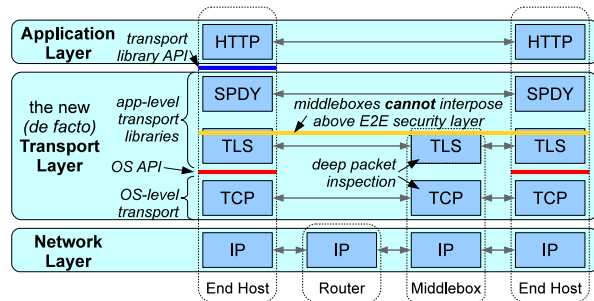 Application
Layer
transport
library API
HTTP
HTTP
the new
(de facto)
Transport
Layer
app-level
transport
libraries
SPDY
SPDY
middleboxes cannot interpose
above E2E security layer
TLS
TLS
TLS
OS API
deep packet
inspection
OS-level
transport
TCP
TCP
TCP
Network
Layer
IP
IP
IP
IP
End Host
Router
Middlebox
End Host